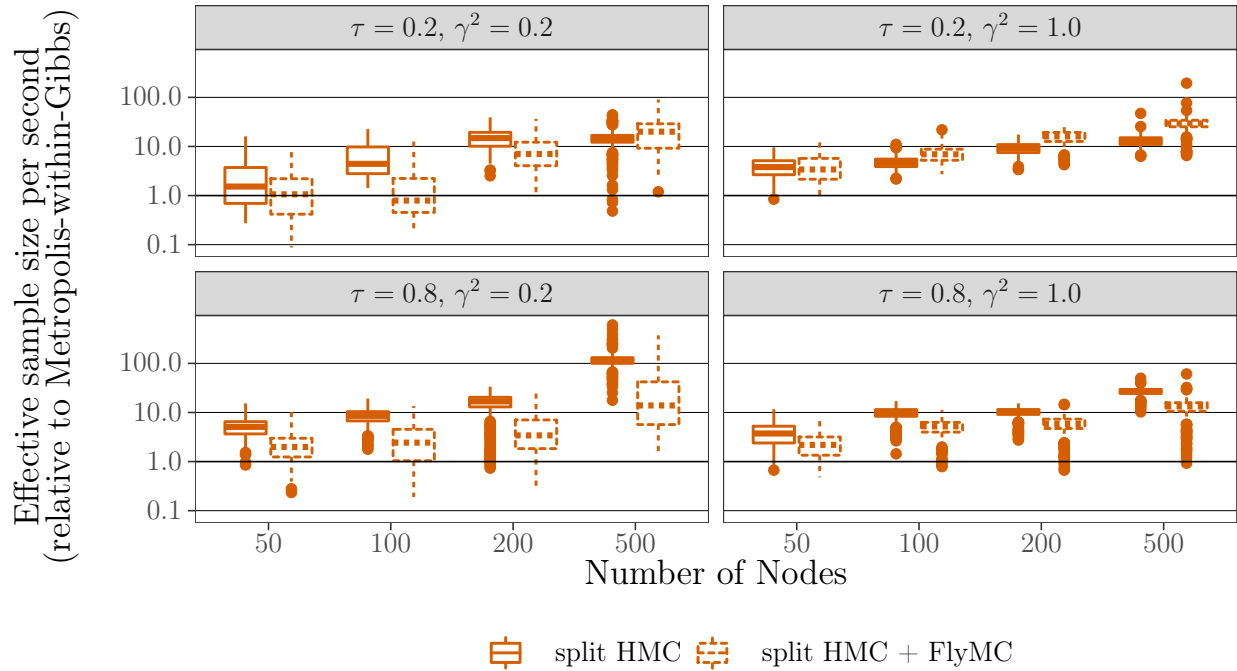 Effective sample size per second
(relative to Metropolis-within-Gibbs)
τ = 0.2, γ² = 0.2
τ = 0.2, γ² = 1.0
100.0
10.0
1.0
0.1
τ = 0.8, γ² = 0.2
τ = 0.8, γ² = 1.0
100.0
10.0
1.0
0.1
50 100 200 500
50 100 200 500
Number of Nodes
split HMC
split HMC + FlyMC